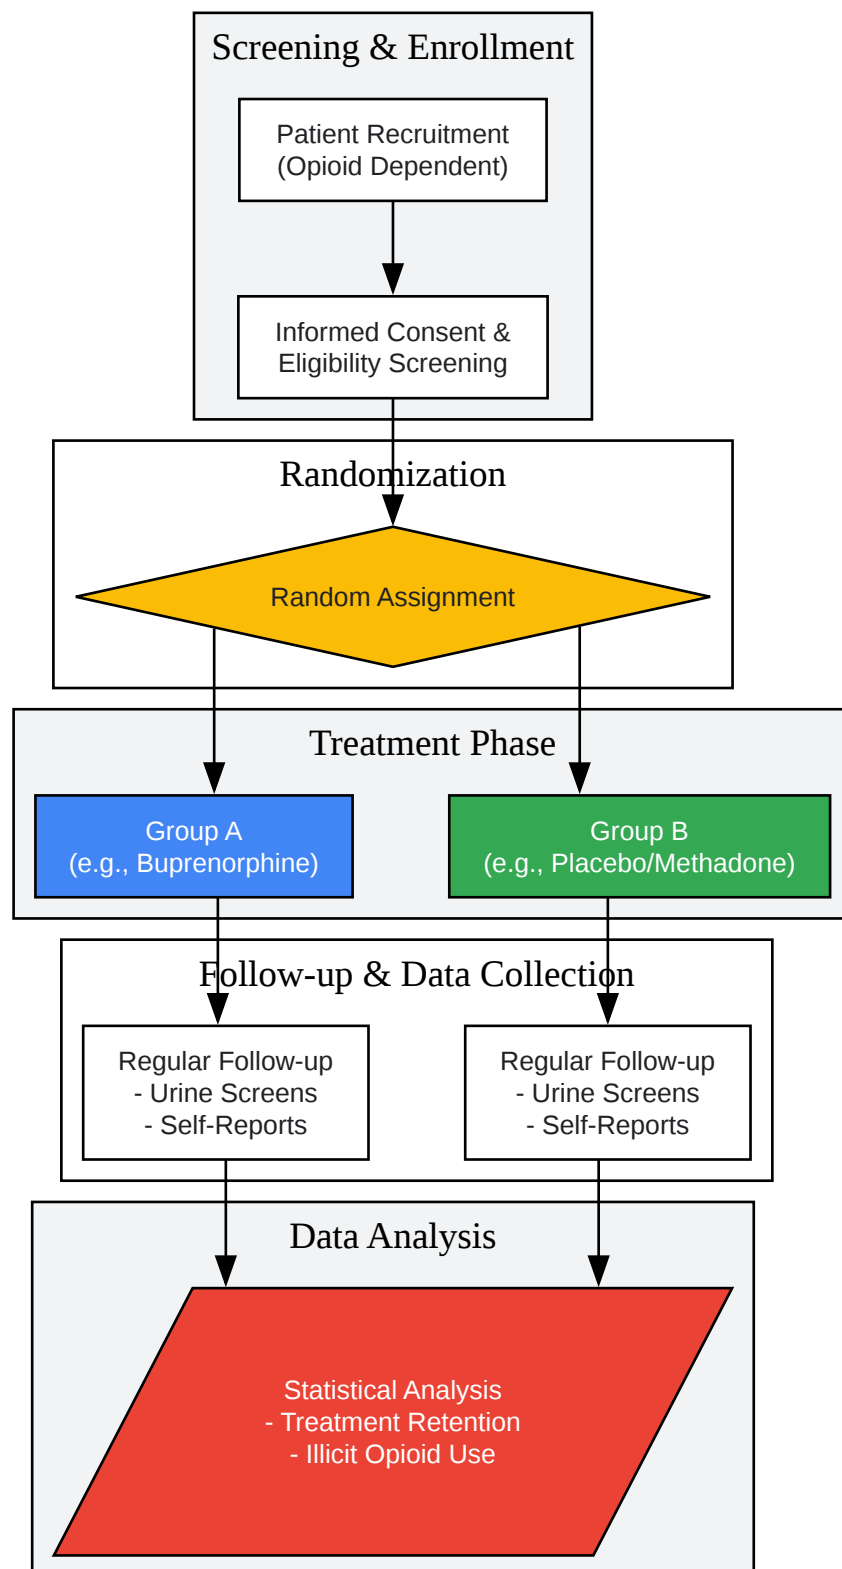 Screening & Enrollment
Patient Recruitment
(Opioid Dependent)
Informed Consent &
Eligibility Screening
Randomization
Random Assignment
Treatment Phase
Group A
(e.g., Buprenorphine)
Group B
(e.g., Placebo/Methadone)
Follow-up & Data Collection
Regular Follow-up
- Urine Screens
- Self-Reports
Regular Follow-up
- Urine Screens
- Self-Reports
Data Analysis
Statistical Analysis
- Treatment Retention
- Illicit Opioid Use